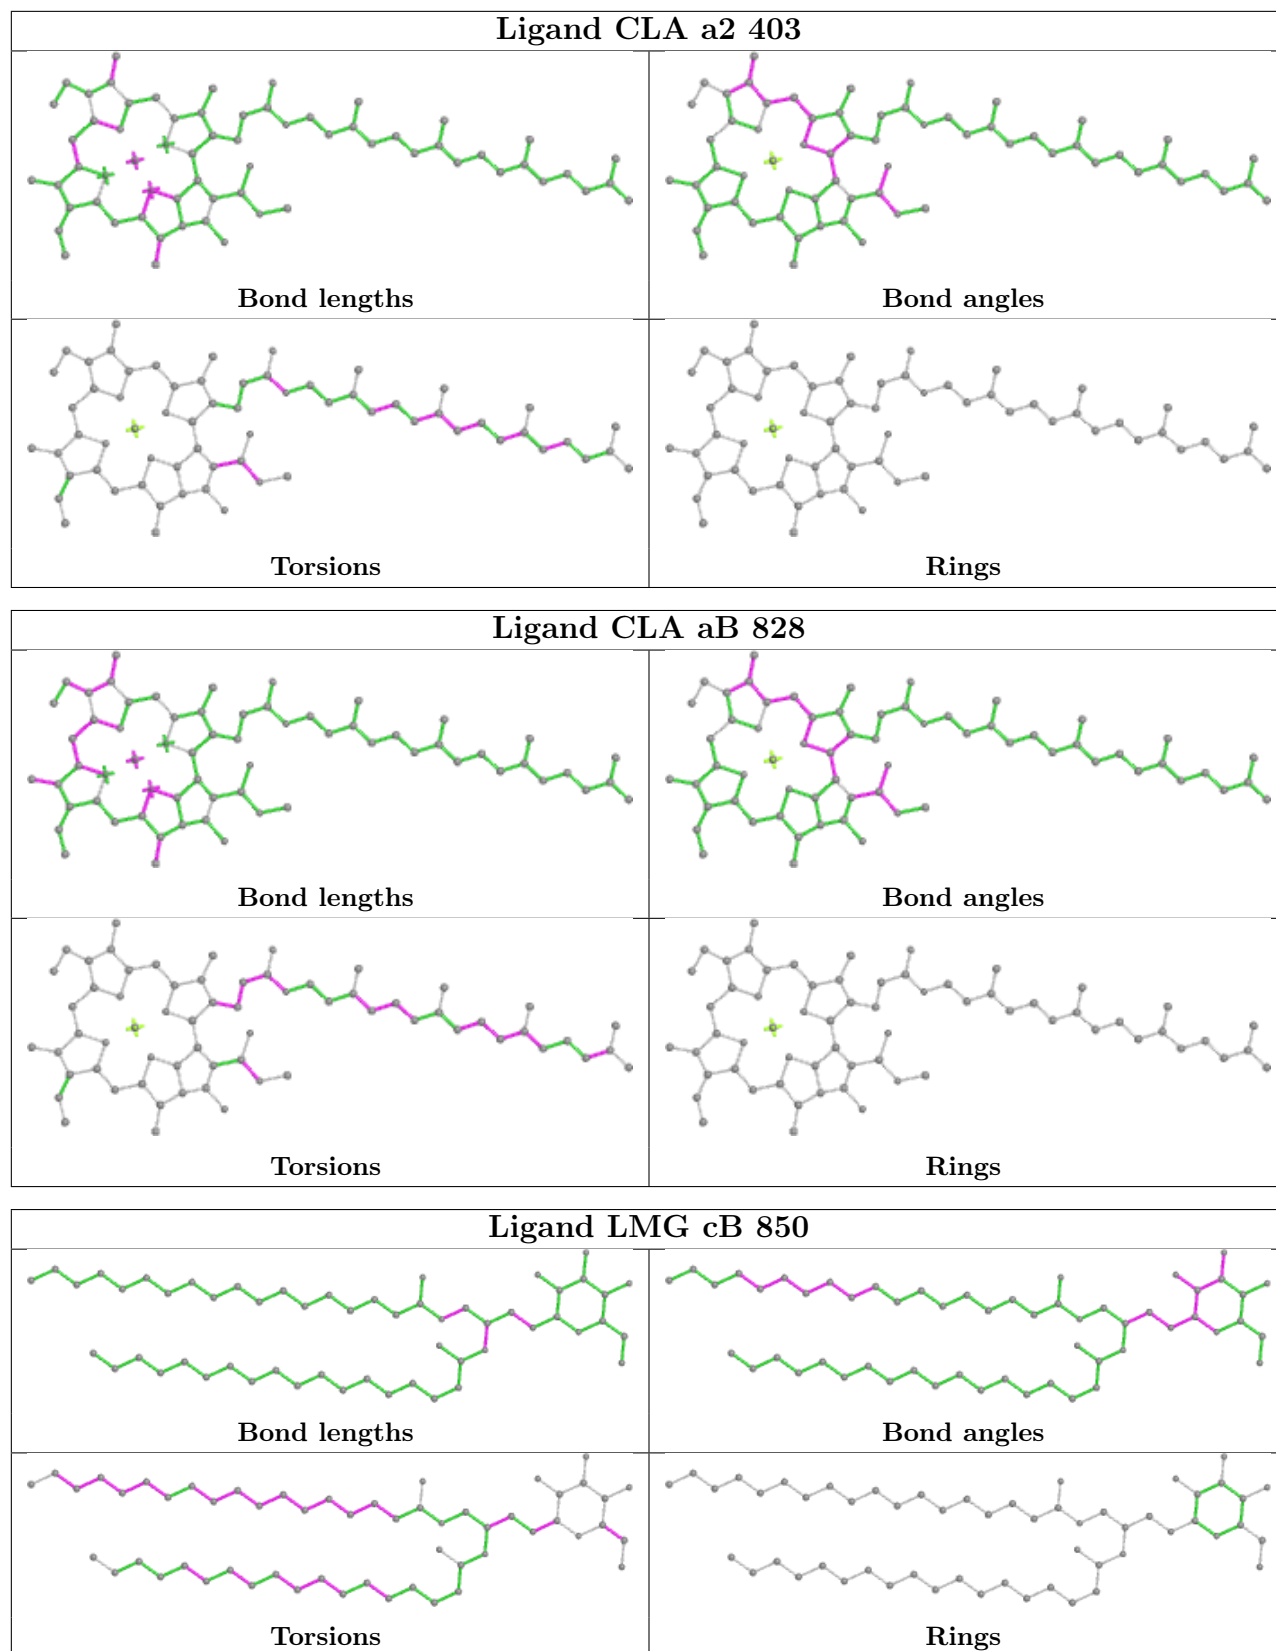 Ligand CLA a2 403
Bond lengths
Bond angles
Torsions
Rings
Ligand CLA aB 828
Bond lengths
Bond angles
Torsions
Rings
Ligand LMG cB 850
Bond lengths
Bond angles
Torsions
Rings